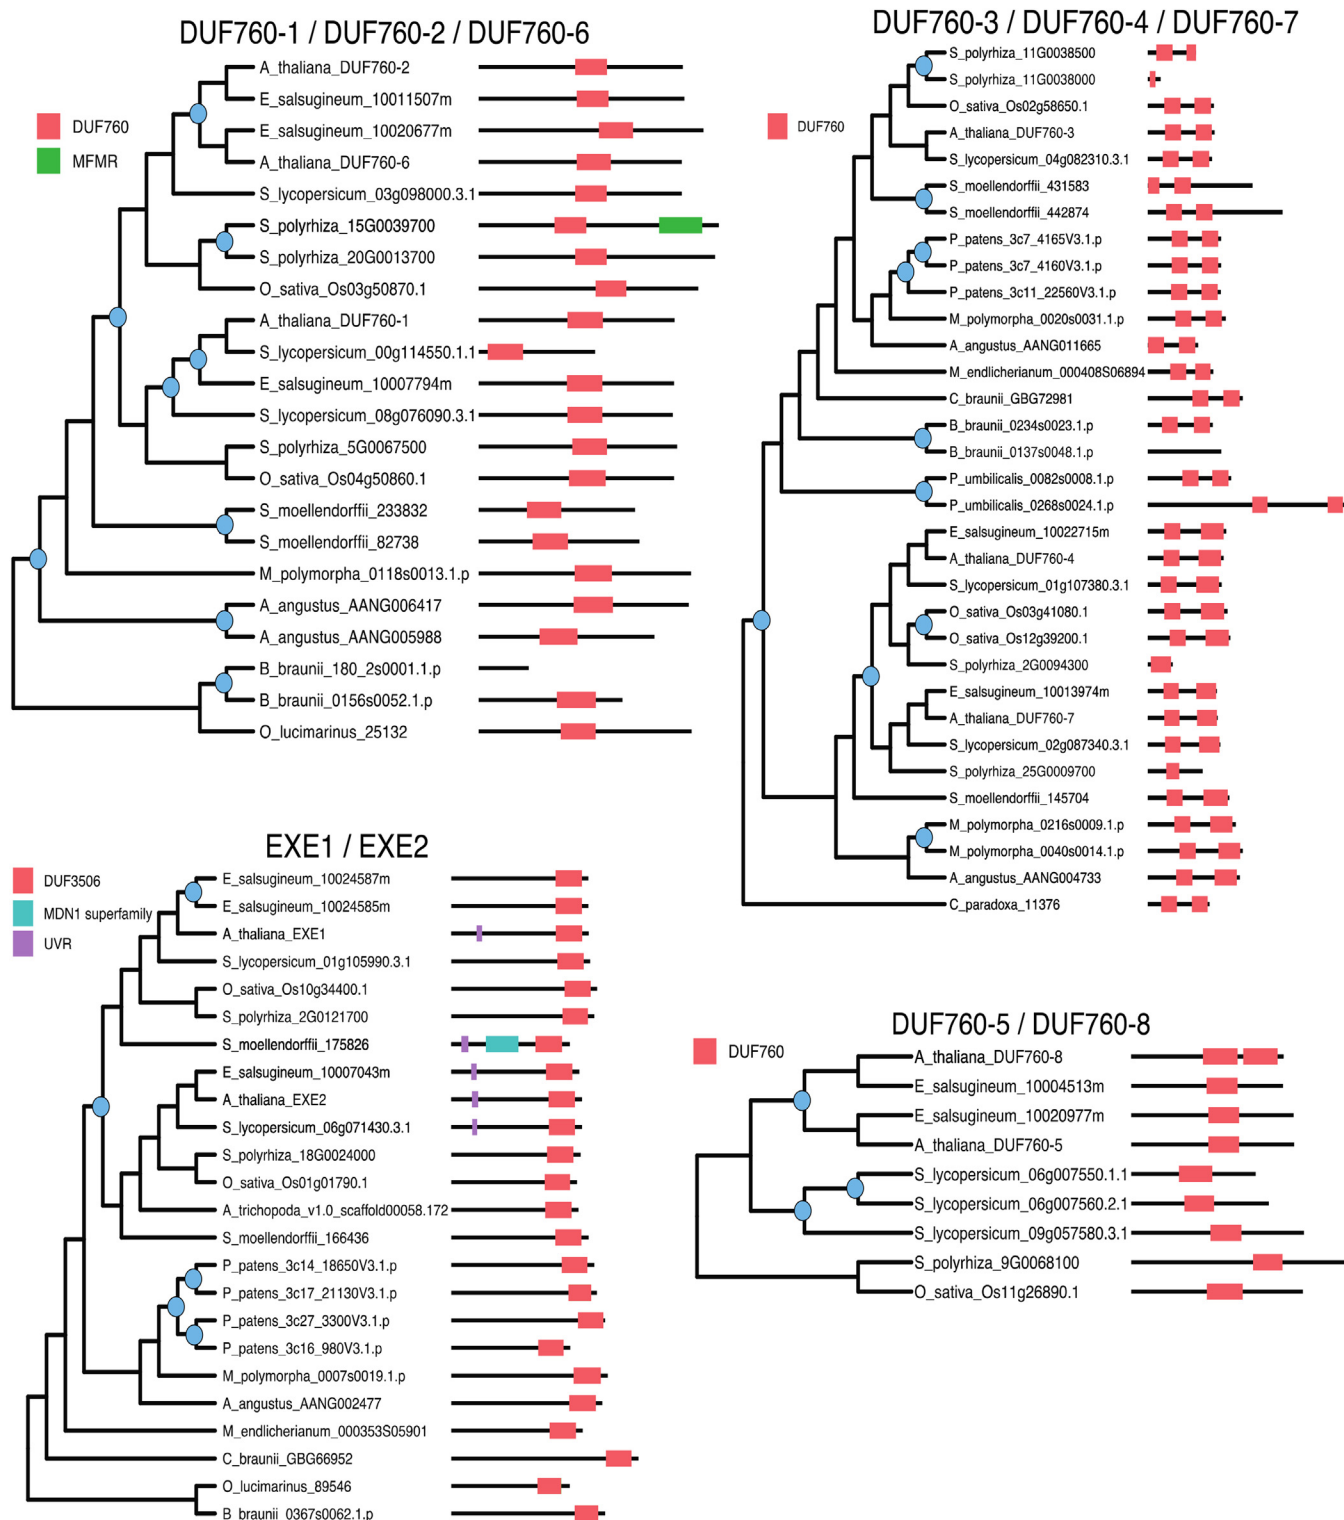 DUF760-1 / DUF760-2 / DUF760-6
DUF760
MFMR
A_thaliana_DUF760-2
E_salsugineum_10011507m
E_salsugineum_10020677m
A_thaliana_DUF760-6
S_lycopersicum_03g098000.3.1
S_polyrhiza_15G0039700
S_polyrhiza_20G0013700
O_sativa_Os03g50870.1
A_thaliana_DUF760-1
S_lycopersicum_00g114550.1.1
E_salsugineum_10007794m
S_lycopersicum_08g076090.3.1
S_polyrhiza_5G0067500
O_sativa_Os04g50860.1
S_moellendorffii_233832
S_moellendorffii_82738
M_polymorpha_0118s0013.1.p
A_angustus_AANG006417
A_angustus_AANG005988
B_braunii_180_2s0001.1.p
B_braunii_0156s0052.1.p
O_lucimarinus_25132
DUF760-3 / DUF760-4 / DUF760-7
DUF760
S_polyrhiza_11G0038500
S_polyrhiza_11G0038000
O_sativa_Os02g58650.1
A_thaliana_DUF760-3
S_lycopersicum_04g082310.3.1
S_moellendorffii_431583
S_moellendorffii_442874
P_patens_3c7_4165V3.1.p
P_patens_3c7_4160V3.1.p
P_patens_3c11_22560V3.1.p
M_polymorpha_0020s0031.1.p
A_angustus_AANG011665
M_endlicherianum_000408S06894
C_braunii_GBG72981
B_braunii_0234s0023.1.p
B_braunii_0137s0048.1.p
P_umbilicalis_0082s0008.1.p
P_umbilicalis_0268s0024.1.p
E_salsugineum_10022715m
A_thaliana_DUF760-4
S_lycopersicum_01g107380.3.1
O_sativa_Os03g41080.1
O_sativa_Os12g39200.1
S_polyrhiza_2G0094300
E_salsugineum_10013974m
A_thaliana_DUF760-7
S_lycopersicum_02g087340.3.1
S_polyrhiza_25G0009700
S_moellendorffii_145704
M_polymorpha_0216s0009.1.p
M_polymorpha_0040s0014.1.p
A_angustus_AANG004733
C_paradoxa_11376
EXE1 / EXE2
DUF3506
MDN1 superfamily
UVR
E_salsugineum_10024587m
E_salsugineum_10024585m
A_thaliana_EXE1
S_lycopersicum_01g105990.3.1
O_sativa_Os10g34400.1
S_polyrhiza_2G0121700
S_moellendorffii_175826
E_salsugineum_10007043m
A_thaliana_EXE2
S_lycopersicum_06g071430.3.1
S_polyrhiza_18G0024000
O_sativa_Os01g01790.1
A_trichopoda_v1.0_scaffold00058.172
S_moellendorffii_166436
P_patens_3c14_18650V3.1.p
P_patens_3c17_21130V3.1.p
P_patens_3c27_3300V3.1.p
P_patens_3c16_980V3.1.p
M_polymorpha_0007s0019.1.p
A_angustus_AANG002477
M_endlicherianum_000353S05901
C_braunii_GBG66952
O_lucimarinus_89546
B_braunii_0367s0062.1.p
DUF760-5 / DUF760-8
DUF760
A_thaliana_DUF760-8
E_salsugineum_10004513m
E_salsugineum_10020977m
A_thaliana_DUF760-5
S_lycopersicum_06g007550.1.1
S_lycopersicum_06g007560.2.1
S_lycopersicum_09g057580.3.1
S_polyrhiza_9G0068100
O_sativa_Os11g26890.1